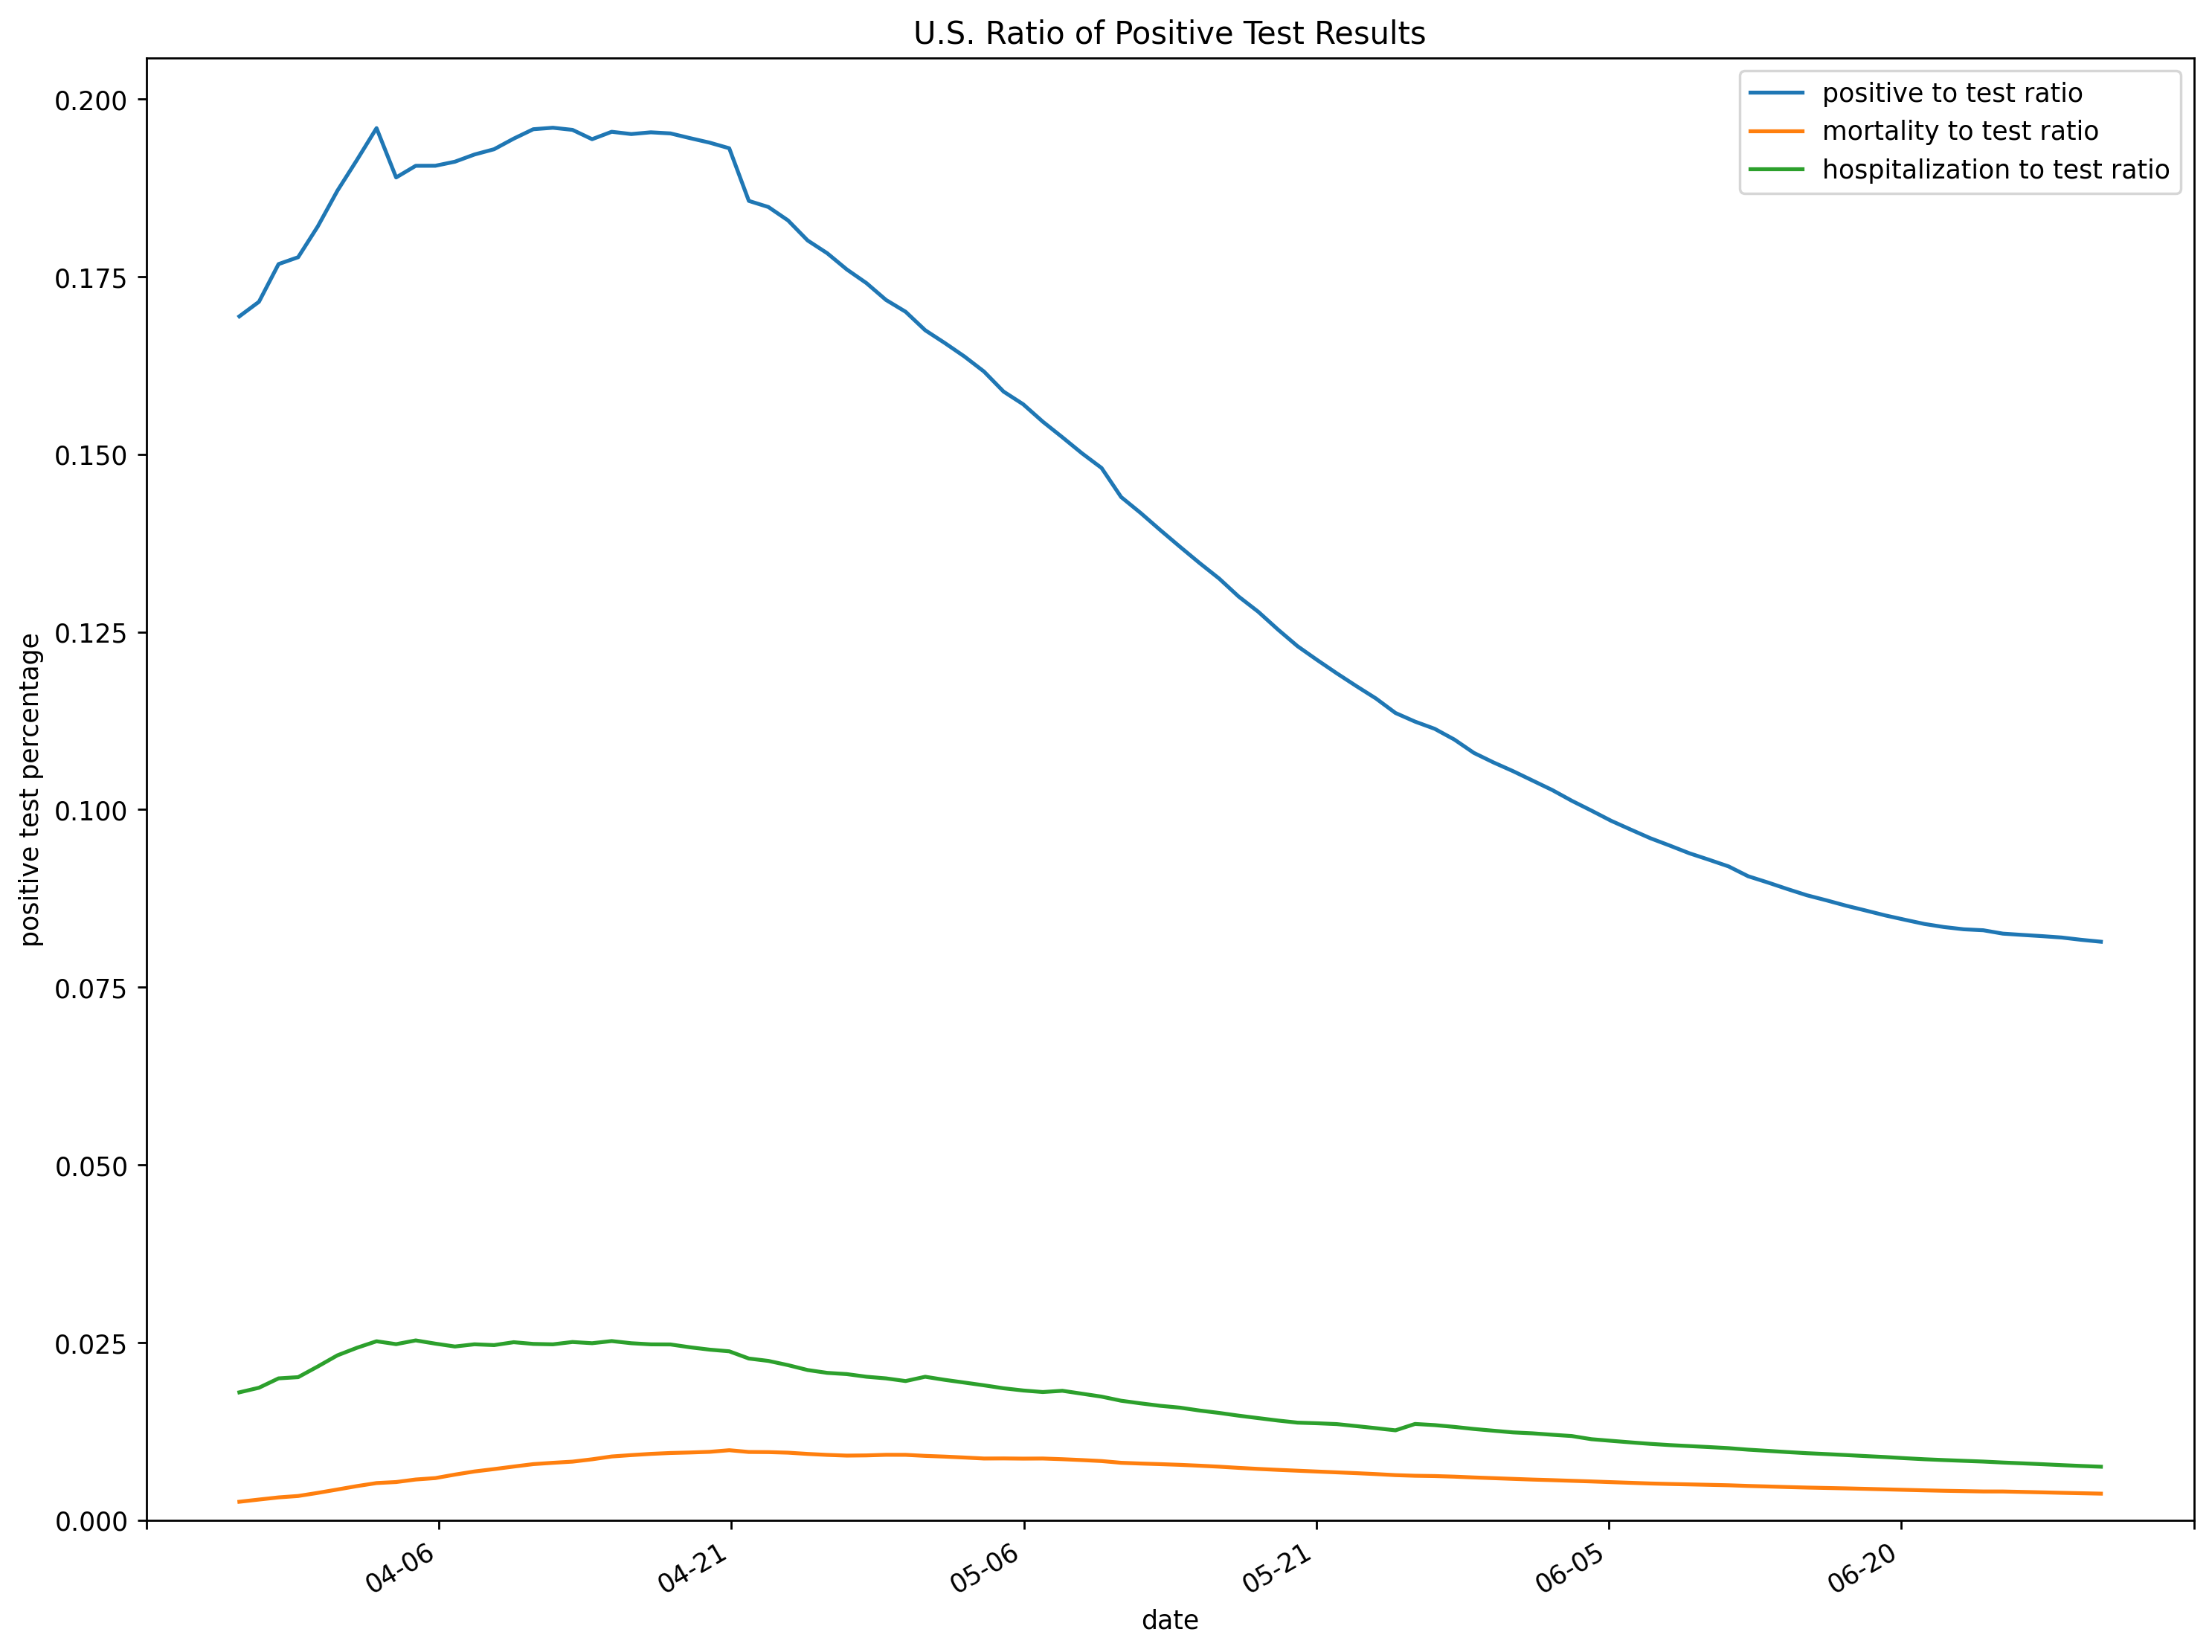 U.S. Ratio of Positive Test Results
positive to test ratio
mortality to test ratio
hospitalization to test ratio
positive test percentage
0.200
0.175
0.150
0.125
0.100
0.075
0.050
0.025
0.000
04-06
04-21
05-06
05-21
06-05
06-20
date